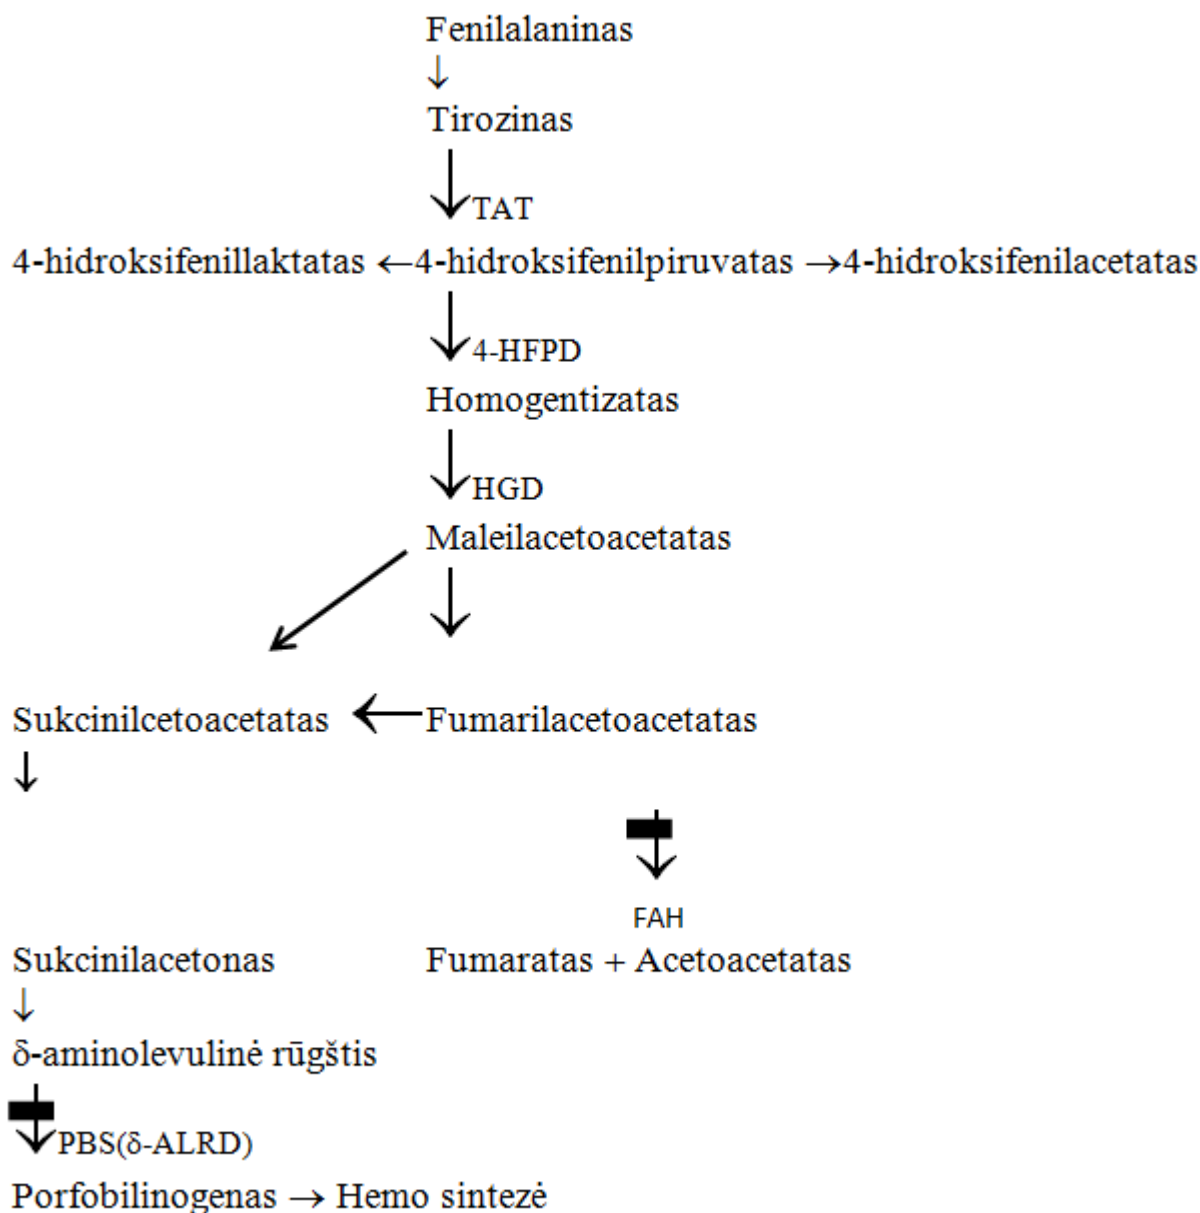 Fenilalaninas
↓
Tirozinas
TAT
4-hidroksifenillaktatas ←4-hidroksifenilpiruvatas →4-hidroksifenilacetatas
4-HFPD
Homogentizatas
HGD
Maleilacetoacetatas
Sukcinilcetoacetatas Fumarilacetoacetatas
↓
FAH
Sukcinilacetonas Fumaratas + Acetoacetatas
↓
δ-aminolevulinė rūgštis
PBS(δ-ALRD)
Porfobilinogenas → Hemo sintezė